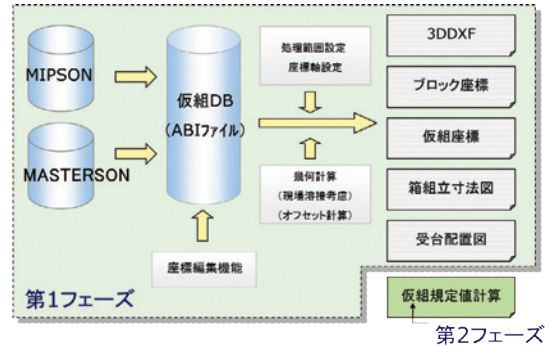 MIPSON
MASTERSON
仮組DB
(ABIファイル)
座標編集機能
処理範囲設定
座標軸設定
幾何計算
(現場溶接考慮)
(オフセット計算)
3DDXF
ブロック座標
仮組座標
箱組立寸法図
受台配置図
第1フェーズ
仮組規定値計算
第2フェーズ